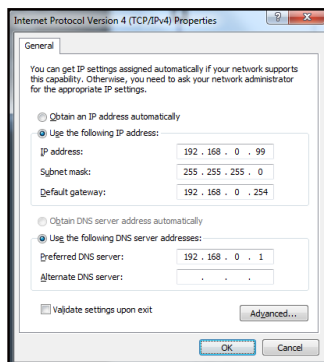 Internet Protocol Version 4 (TCP/IPv4) Properties
General
You can get IP settings assigned automatically if your network supports
this capability. Otherwise, you need to ask your network administrator
for the appropriate IP settings.
Obtain an IP address automatically
Use the following IP address:
IP address: 192 . 168 . 0 . 99
Subnet mask: 255 . 255 . 255 . 0
Default gateway: 192 . 168 . 0 . 254
Obtain DNS server address automatically
Use the following DNS server addresses:
Preferred DNS server: 192 . 168 . 0 . 1
Alternate DNS server: . . .
Validate settings upon exit
Advanced...
OK Cancel